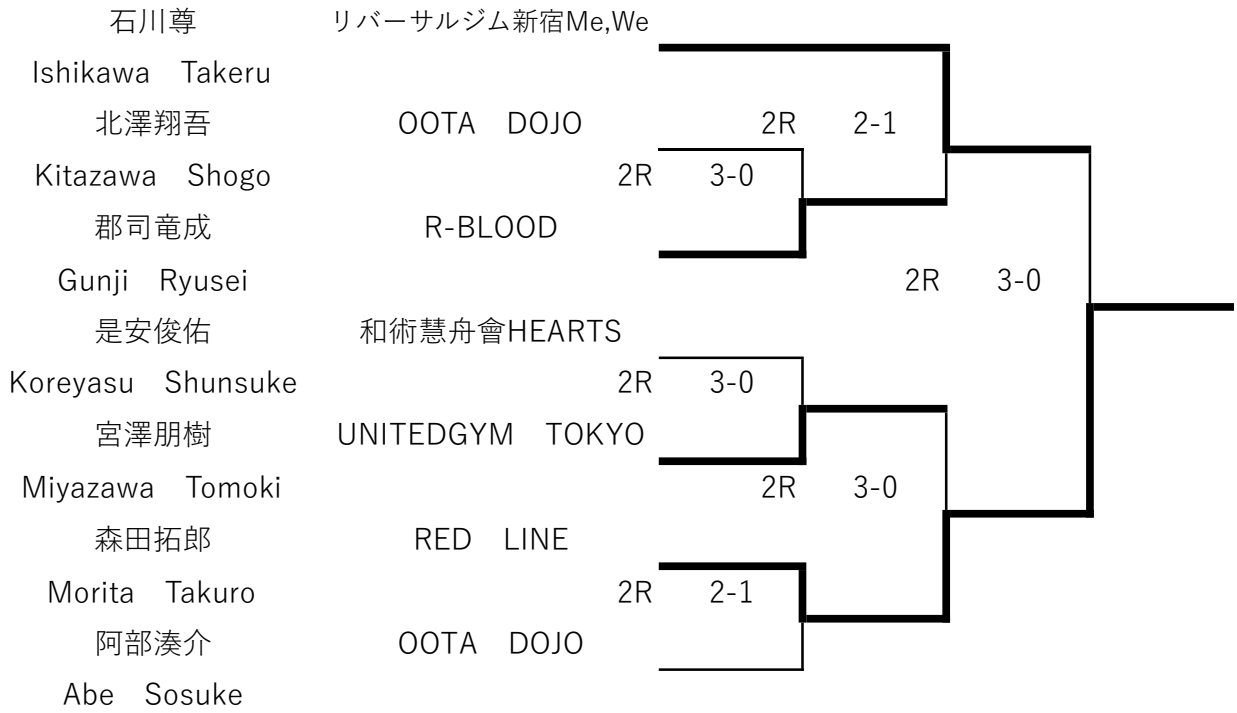 石川尊　リバーサルジム新宿Me,We
Ishikawa　Takeru
北澤翔吾　OOTA　DOJO　2R　2-1
Kitazawa　Shogo　2R　3-0
郡司竜成　R-BLOOD
Gunji　Ryusei　2R　3-0
是安俊佑　和術慧舟會HEARTS
Koreyasu　Shunsuke　2R　3-0
宮澤朋樹　UNITEDGYM　TOKYO
Miyazawa　Tomoki　2R　3-0
森田拓郎　RED　LINE
Morita　Takuro　2R　2-1
阿部湊介　OOTA　DOJO
Abe　Sosuke